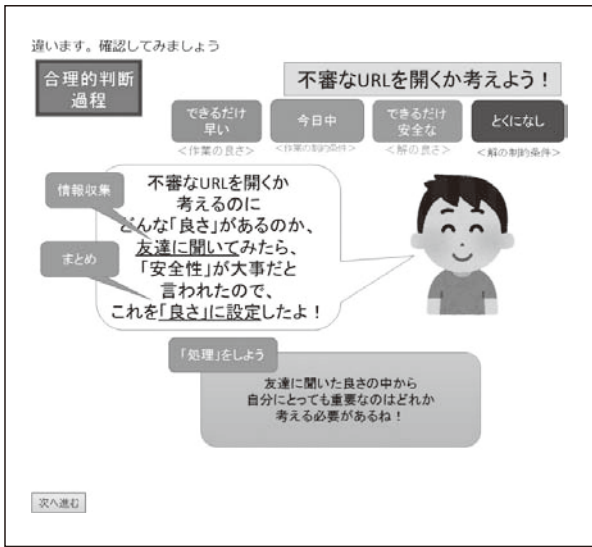 違います。確認してみましょう
合理的判断
過程
不審なURLを開くか考えよう！
できるだけ
早い
<作業の良さ>
今日中
<作業の制約条件>
できるだけ
安全な
<解の良さ>
とくになし
<解の制約条件>
情報収集
まとめ
不審なURLを開くか
考えるのに
どんな「良さ」があるのか、
友達に聞いてみたら、
「安全性」が大事だと
言われたので、
これを「良さ」に設定したよ！
「処理」をしよう
友達に聞いた良さの中から
自分にとっても重要なのはどれか
考える必要があるね！
次へ進む